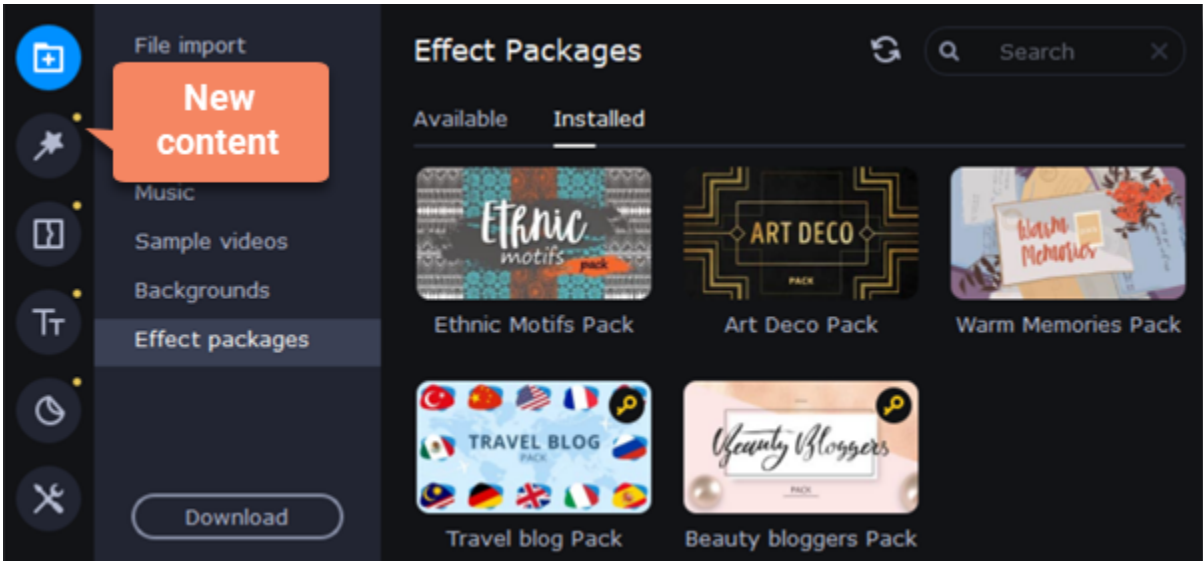 File import
New
content
Music
Sample videos
Backgrounds
Effect packages
Download
Effect Packages
Search
Available
Installed
Ethnic
motifs
pack
Ethnic Motifs Pack
ART DECO
PACK
Art Deco Pack
Warm
Memories
Warm Memories Pack
TRAVEL BLOG
PACK
Travel blog Pack
Beauty Bloggers
PACK
Beauty bloggers Pack